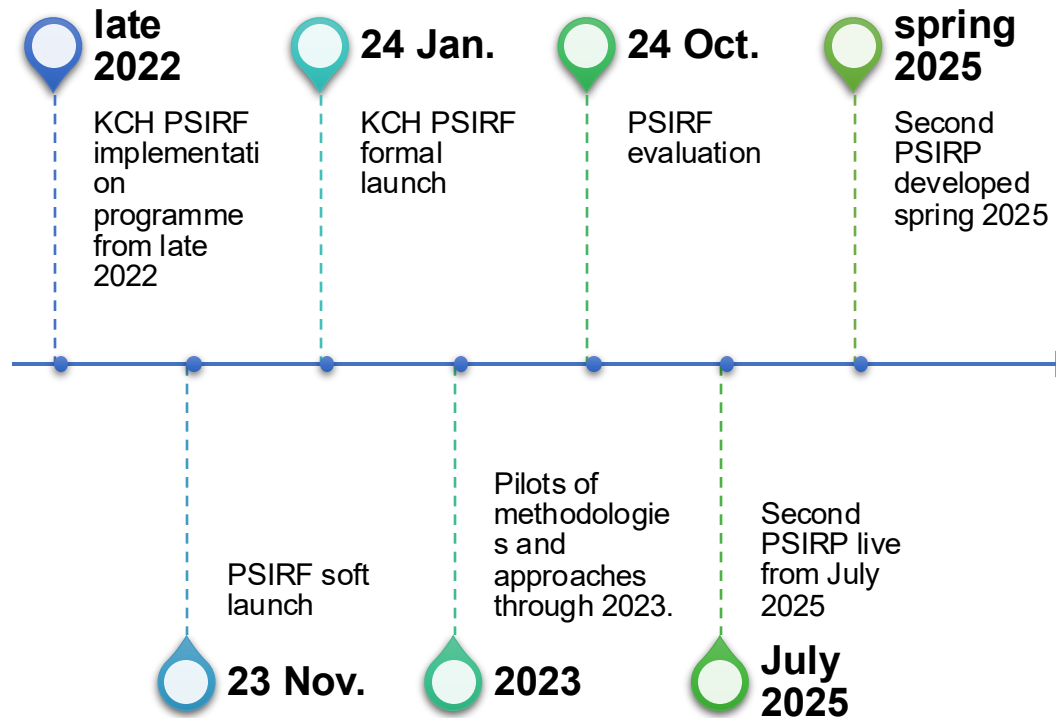 late
2022
KCH PSIRF
implementati
on
programme
from late
2022
24 Jan.
KCH PSIRF
formal
launch
24 Oct.
PSIRF
evaluation
spring
2025
Second
PSIRP
developed
spring 2025
PSIRF soft
launch
23 Nov.
Pilots of
methodologie
s and
approaches
through 2023.
2023
Second
PSIRP live
from July
2025
July
2025